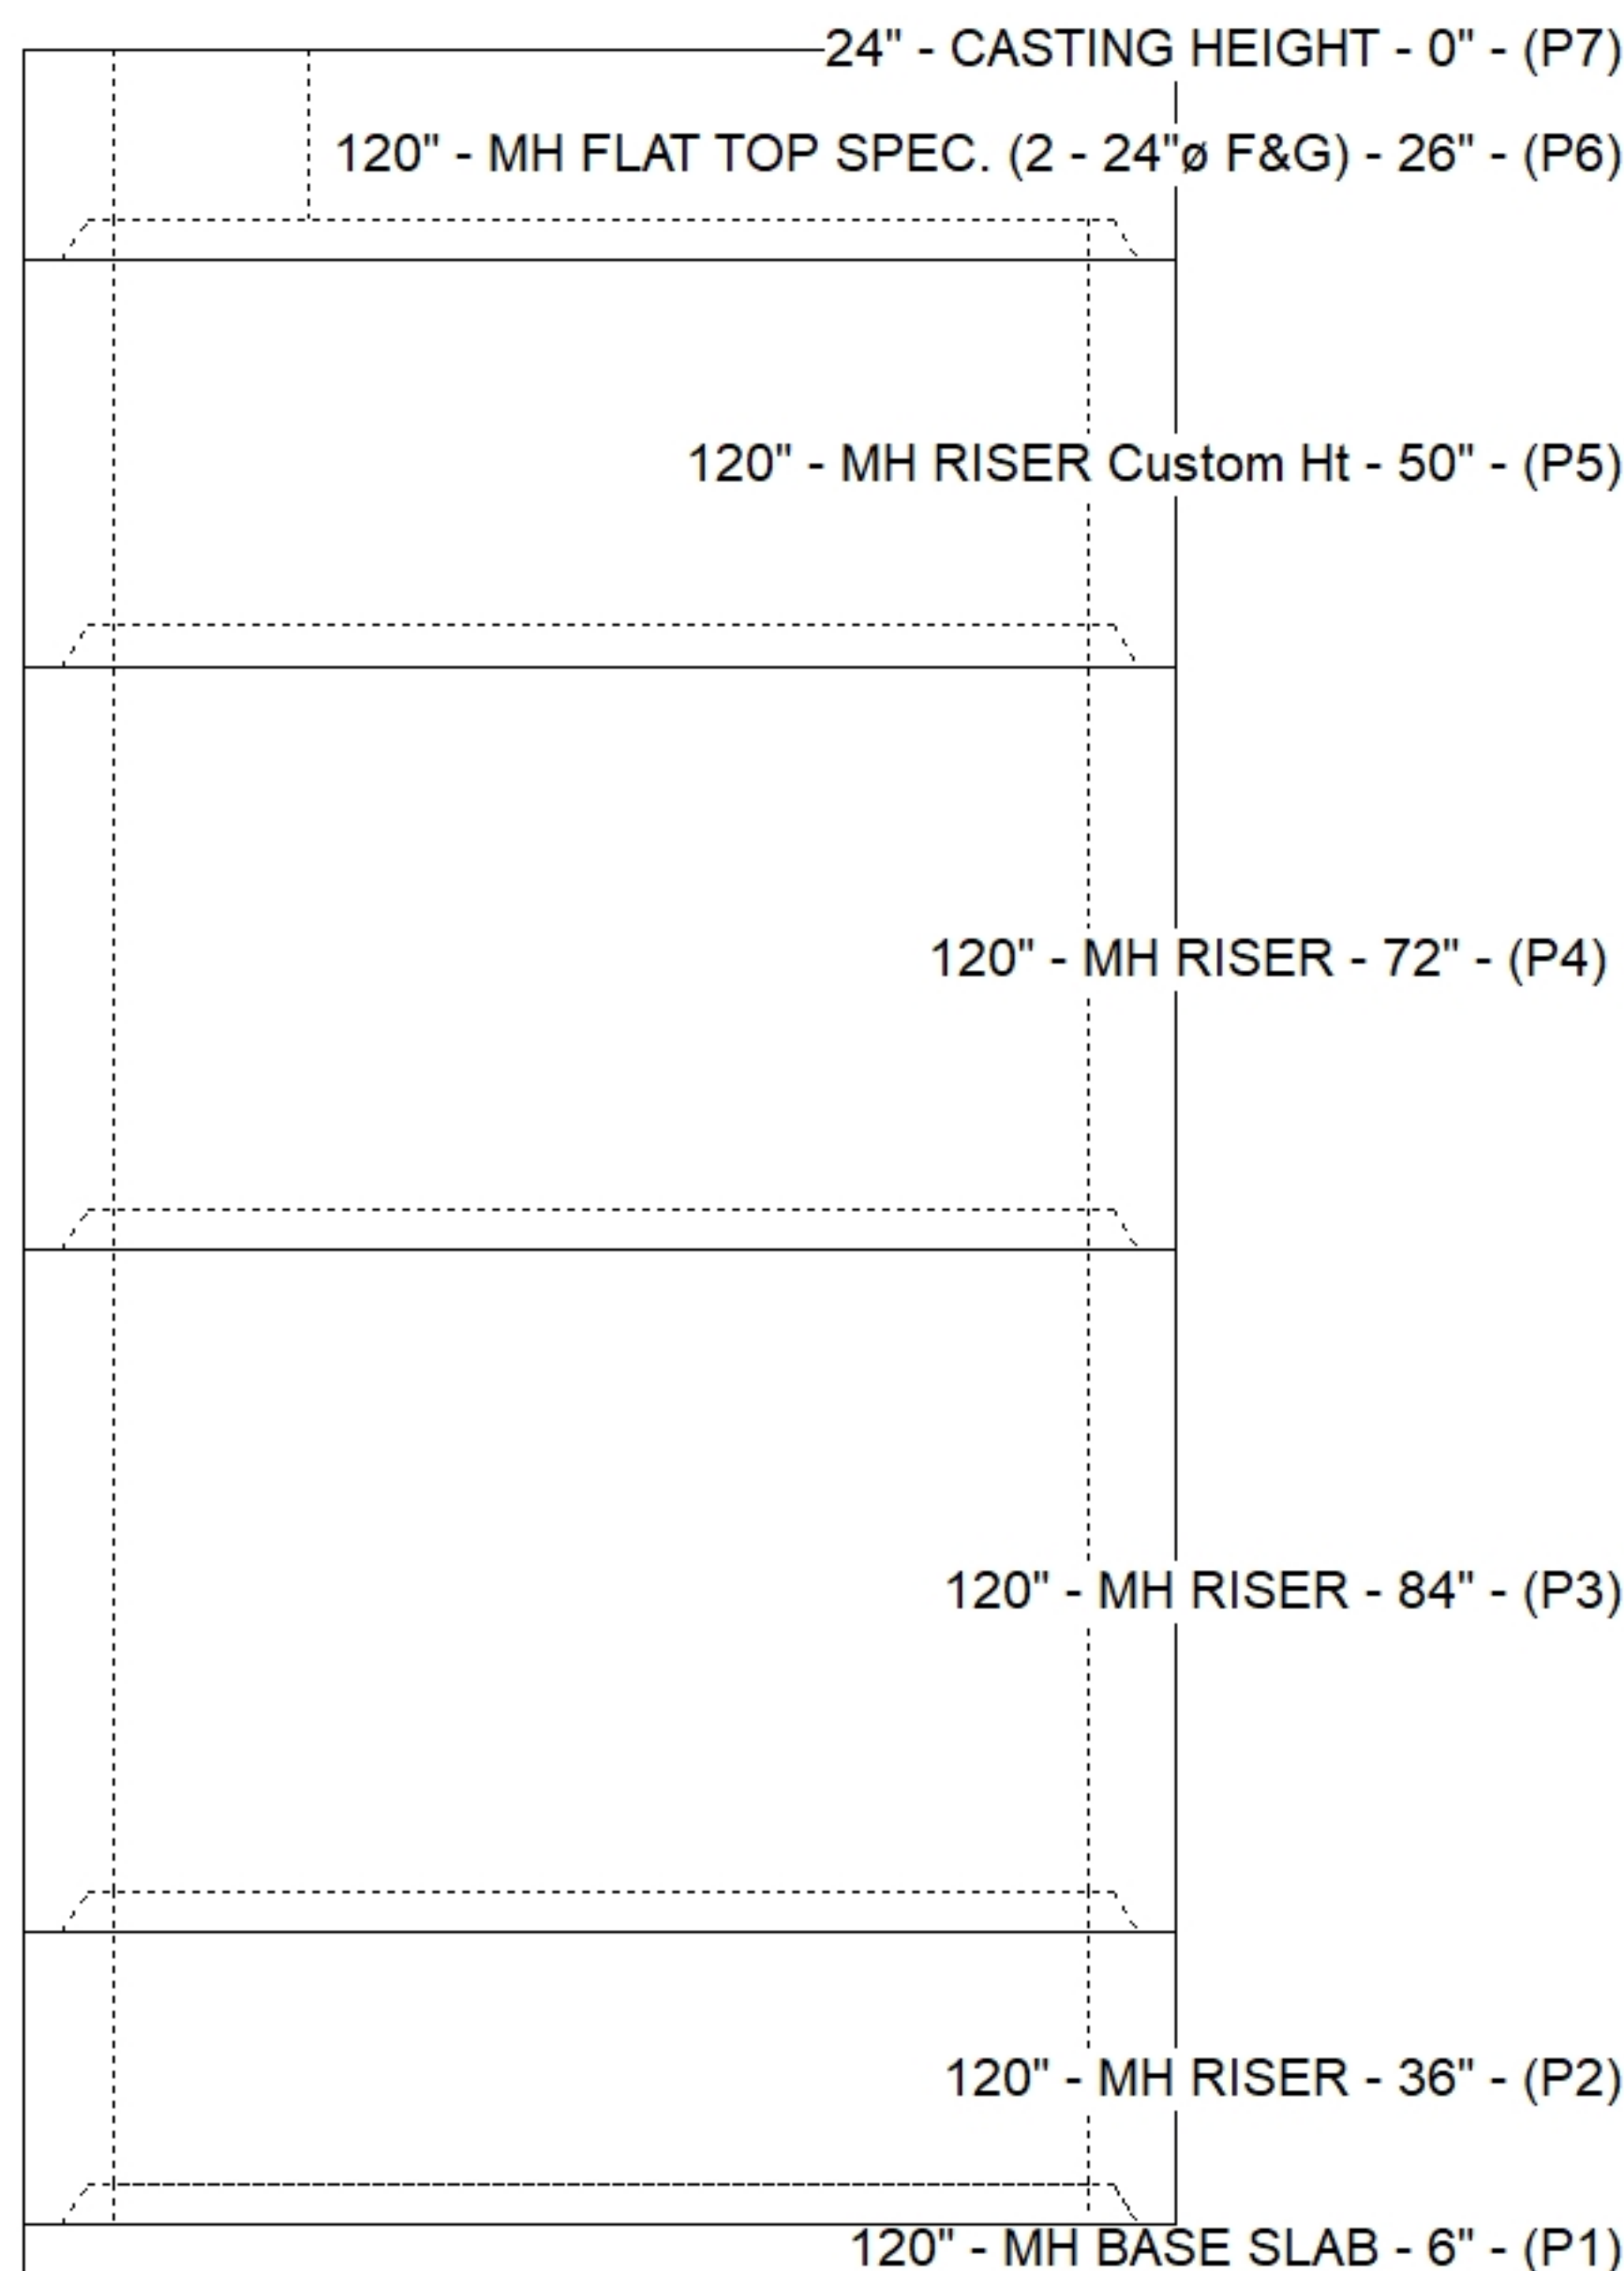 24" - CASTING HEIGHT - 0" - (P7)
120" - MH FLAT TOP SPEC. (2 - 24"ø F&G) - 26" - (P6)
120" - MH RISER Custom Ht - 50" - (P5)
120" - MH RISER - 72" - (P4)
120" - MH RISER - 84" - (P3)
120" - MH RISER - 36" - (P2)
120" - MH BASE SLAB - 6" - (P1)